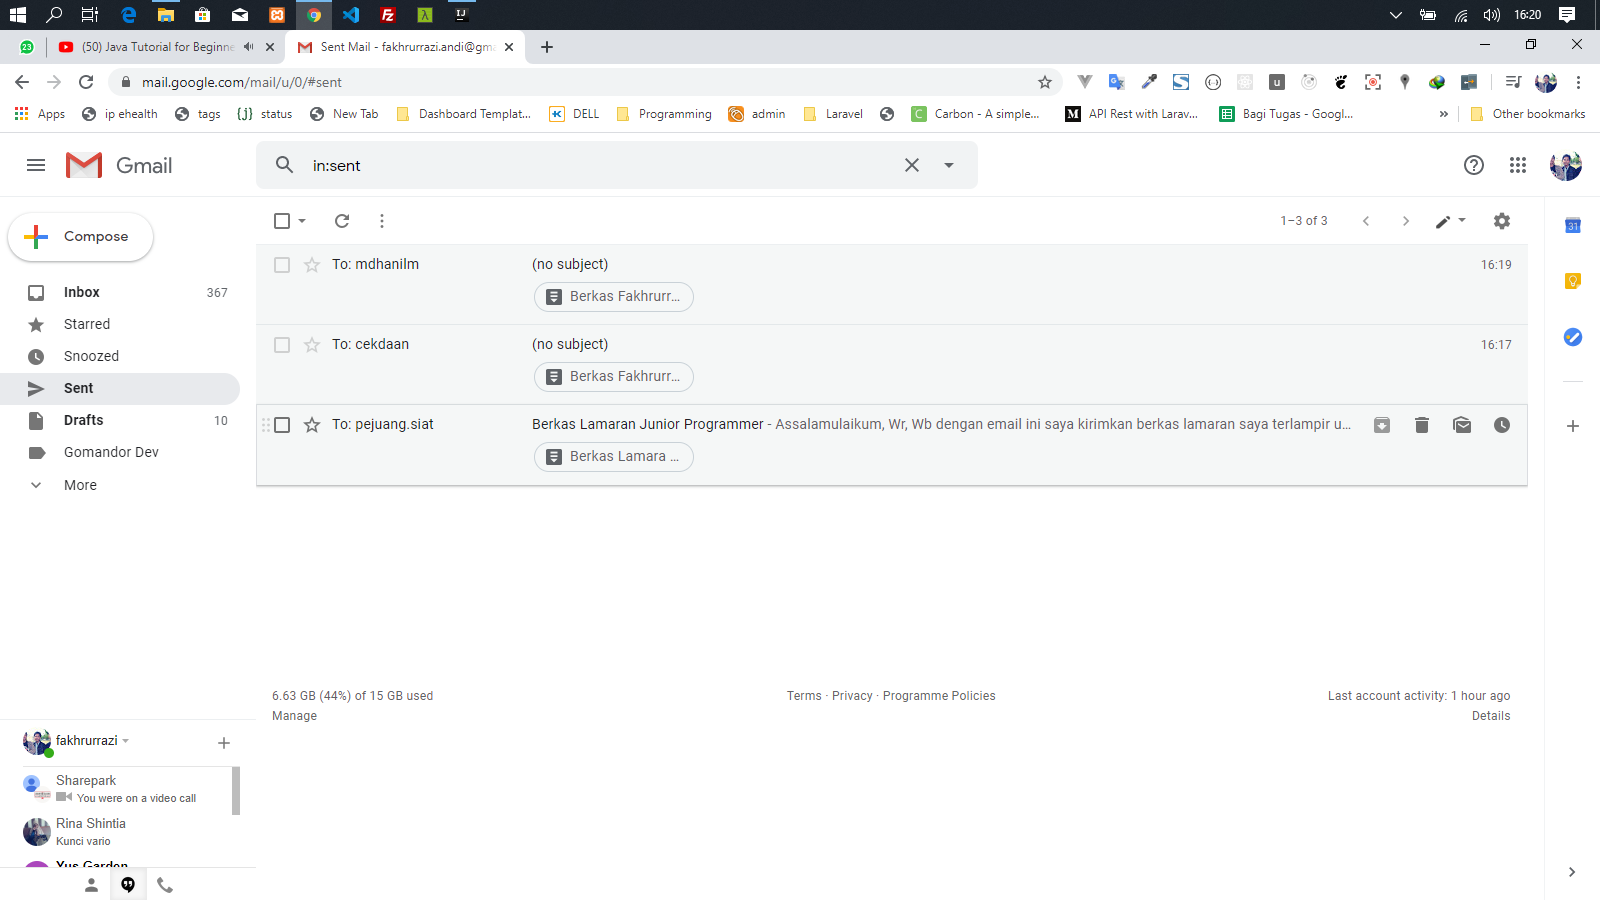 16:20
23
(50) Java Tutorial for Beginne
Sent Mail - fakhrurrazi.andi@gma
mail.google.com/mail/u/0/#sent
Apps
ip ehealth
tags
{;} status
New Tab
Dashboard Templat...
DELL
Programming
admin
Laravel
Carbon - A simple...
API Rest with Larav...
Bagi Tugas - Googl...
»
Other bookmarks
Gmail
in:sent
Compose
1–3 of 3
31
Inbox 367
Starred
Snoozed
Sent
Drafts 10
Gomandor Dev
More
To: mdhanilm (no subject) 16:19
Berkas Fakhrurr...
To: cekdaan (no subject) 16:17
Berkas Fakhrurr...
To: pejuang.siat Berkas Lamaran Junior Programmer - Assalamulaikum, Wr, Wb dengan email ini saya kirimkan berkas lamaran saya terlampir u...
Berkas Lamara ...
6.63 GB (44%) of 15 GB used
Manage
Terms · Privacy · Programme Policies
Last account activity: 1 hour ago
Details
fakhrurrazi
Sharepark
You were on a video call
Rina Shintia
Kunci vario
Yus Garden